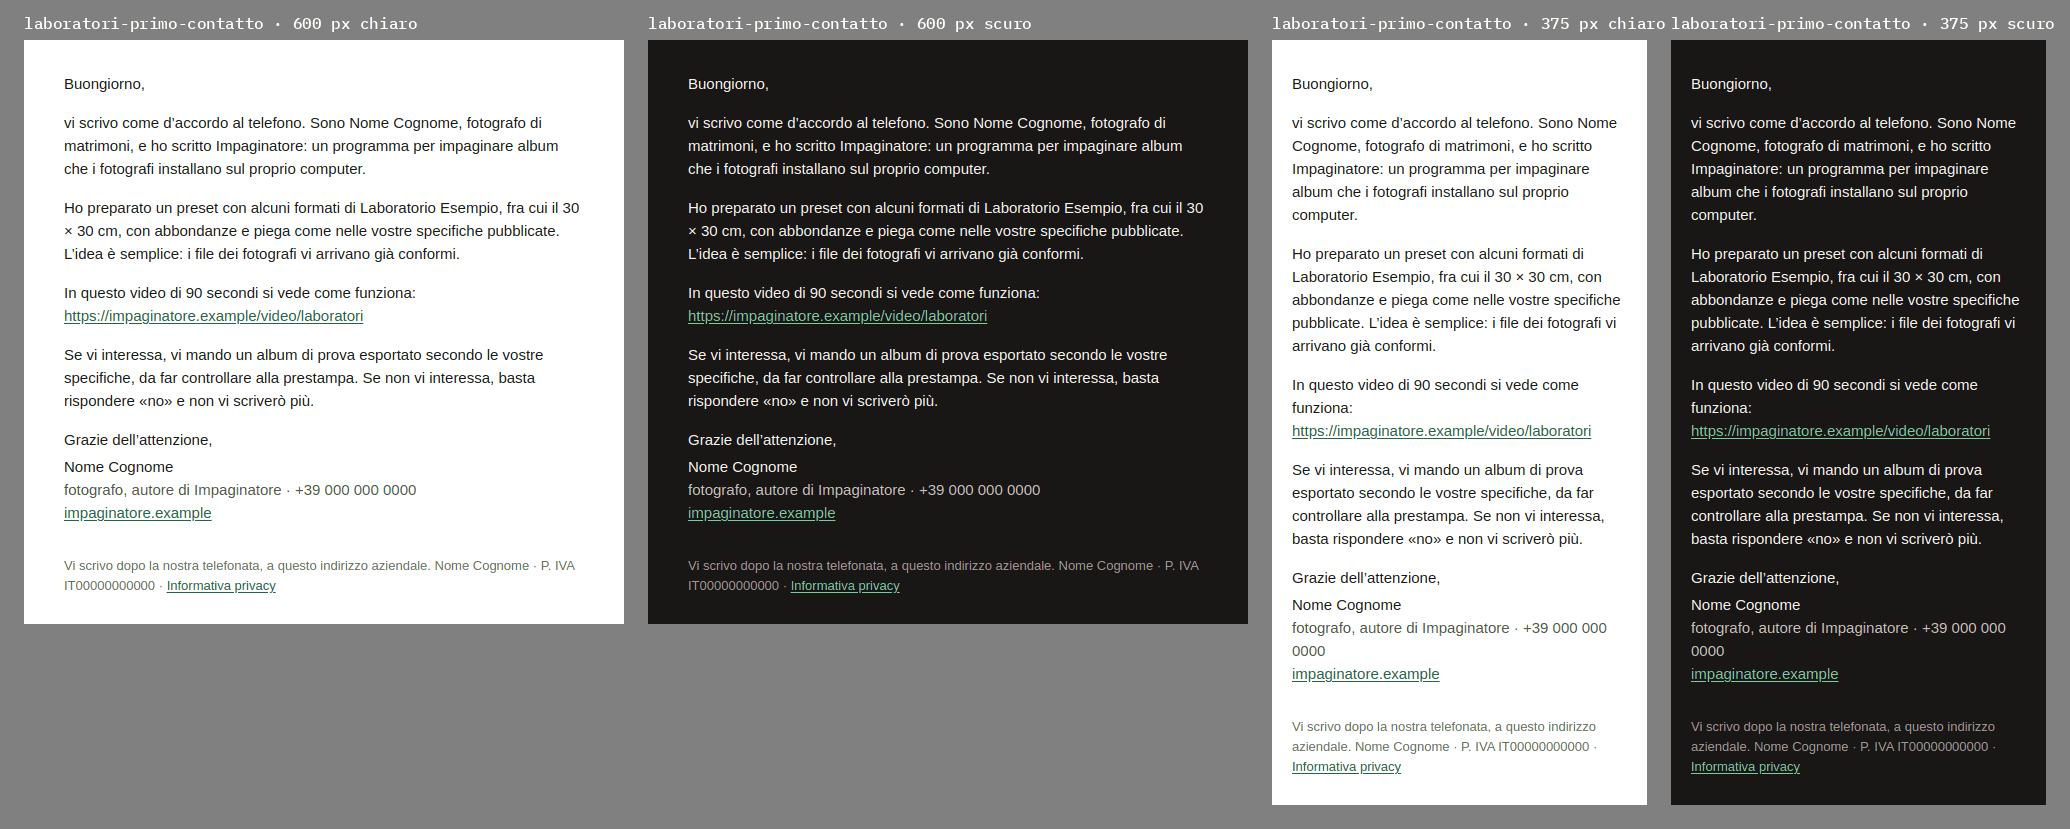 laboratori-primo-contatto · 600 px chiaro
Buongiorno,
vi scrivo come d’accordo al telefono. Sono Nome Cognome, fotografo di
matrimoni, e ho scritto Impaginatore: un programma per impaginare album
che i fotografi installano sul proprio computer.
Ho preparato un preset con alcuni formati di Laboratorio Esempio, fra cui il 30
× 30 cm, con abbondanze e piega come nelle vostre specifiche pubblicate.
L’idea è semplice: i file dei fotografi vi arrivano già conformi.
In questo video di 90 secondi si vede come funziona:
https://impaginatore.example/video/laboratori
Se vi interessa, vi mando un album di prova esportato secondo le vostre
specifiche, da far controllare alla prestampa. Se non vi interessa, basta
rispondere «no» e non vi scriverò più.
Grazie dell’attenzione,
Nome Cognome
fotografo, autore di Impaginatore · +39 000 000 0000
impaginatore.example
Vi scrivo dopo la nostra telefonata, a questo indirizzo aziendale. Nome Cognome · P. IVA
IT00000000000 · Informativa privacy
laboratori-primo-contatto · 600 px scuro
Buongiorno,
vi scrivo come d’accordo al telefono. Sono Nome Cognome, fotografo di
matrimoni, e ho scritto Impaginatore: un programma per impaginare album
che i fotografi installano sul proprio computer.
Ho preparato un preset con alcuni formati di Laboratorio Esempio, fra cui il 30
× 30 cm, con abbondanze e piega come nelle vostre specifiche pubblicate.
L’idea è semplice: i file dei fotografi vi arrivano già conformi.
In questo video di 90 secondi si vede come funziona:
https://impaginatore.example/video/laboratori
Se vi interessa, vi mando un album di prova esportato secondo le vostre
specifiche, da far controllare alla prestampa. Se non vi interessa, basta
rispondere «no» e non vi scriverò più.
Grazie dell’attenzione,
Nome Cognome
fotografo, autore di Impaginatore · +39 000 000 0000
impaginatore.example
Vi scrivo dopo la nostra telefonata, a questo indirizzo aziendale. Nome Cognome · P. IVA
IT00000000000 · Informativa privacy
laboratori-primo-contatto · 375 px chiaro
Buongiorno,
vi scrivo come d’accordo al telefono. Sono Nome
Cognome, fotografo di matrimoni, e ho scritto
Impaginatore: un programma per impaginare
album che i fotografi installano sul proprio
computer.
Ho preparato un preset con alcuni formati di
Laboratorio Esempio, fra cui il 30 × 30 cm, con
abbondanze e piega come nelle vostre specifiche
pubblicate. L’idea è semplice: i file dei fotografi vi
arrivano già conformi.
In questo video di 90 secondi si vede come
funziona:
https://impaginatore.example/video/laboratori
Se vi interessa, vi mando un album di prova
esportato secondo le vostre specifiche, da far
controllare alla prestampa. Se non vi interessa,
basta rispondere «no» e non vi scriverò più.
Grazie dell’attenzione,
Nome Cognome
fotografo, autore di Impaginatore · +39 000 000
0000
impaginatore.example
Vi scrivo dopo la nostra telefonata, a questo indirizzo
aziendale. Nome Cognome · P. IVA IT00000000000 ·
Informativa privacy
laboratori-primo-contatto · 375 px scuro
Buongiorno,
vi scrivo come d’accordo al telefono. Sono Nome
Cognome, fotografo di matrimoni, e ho scritto
Impaginatore: un programma per impaginare
album che i fotografi installano sul proprio
computer.
Ho preparato un preset con alcuni formati di
Laboratorio Esempio, fra cui il 30 × 30 cm, con
abbondanze e piega come nelle vostre specifiche
pubblicate. L’idea è semplice: i file dei fotografi vi
arrivano già conformi.
In questo video di 90 secondi si vede come
funziona:
https://impaginatore.example/video/laboratori
Se vi interessa, vi mando un album di prova
esportato secondo le vostre specifiche, da far
controllare alla prestampa. Se non vi interessa,
basta rispondere «no» e non vi scriverò più.
Grazie dell’attenzione,
Nome Cognome
fotografo, autore di Impaginatore · +39 000 000
0000
impaginatore.example
Vi scrivo dopo la nostra telefonata, a questo indirizzo
aziendale. Nome Cognome · P. IVA IT00000000000 ·
Informativa privacy